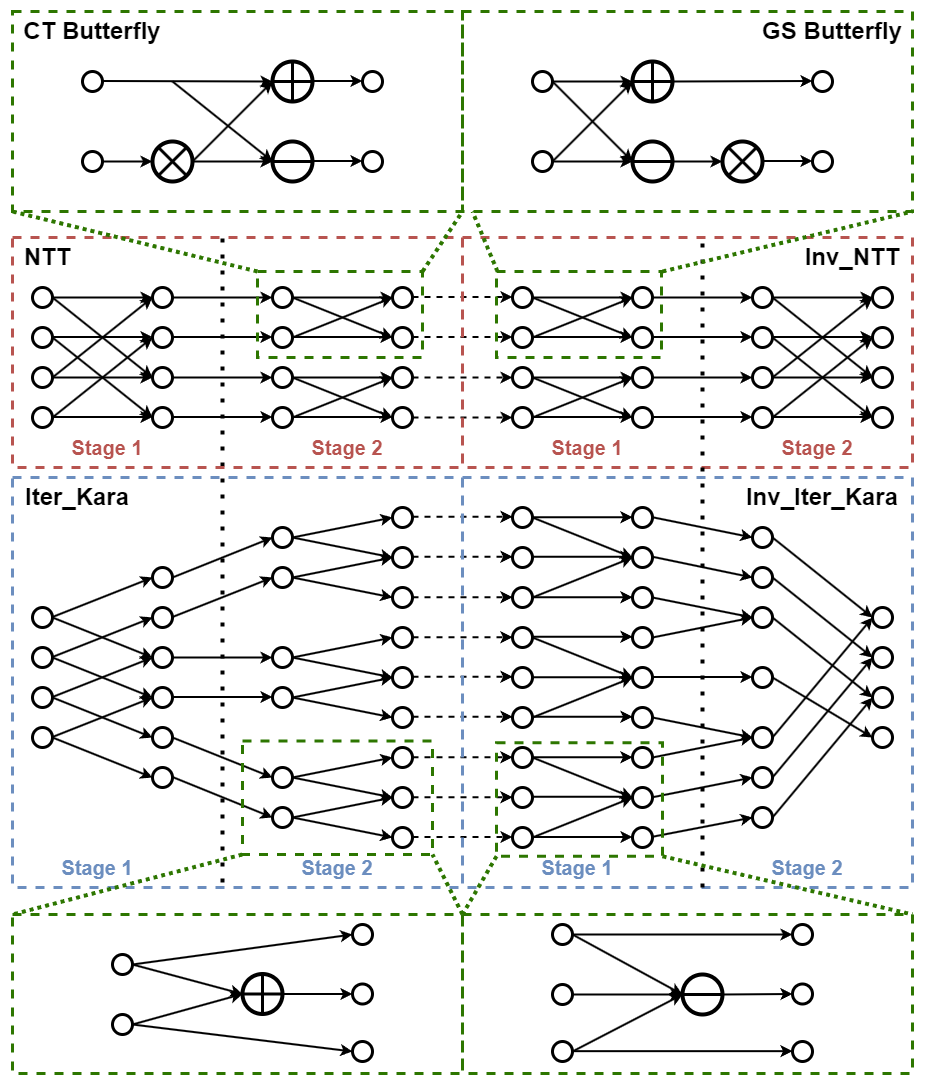 CT Butterfly
GS Butterfly
NTT
Inv_NTT
Stage 1
Stage 2
Stage 1
Stage 2
Iter_Kara
Inv_Iter_Kara
Stage 1
Stage 2
Stage 1
Stage 2